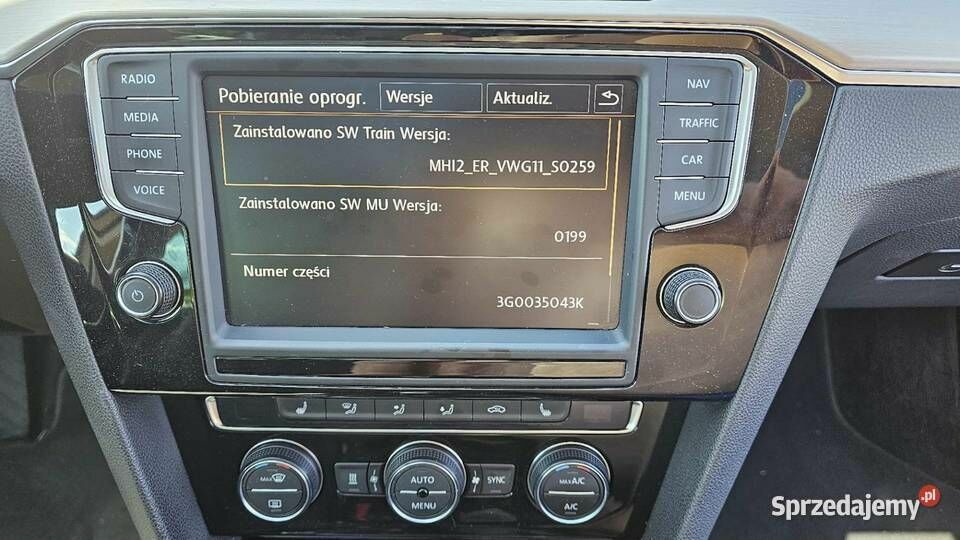 RADIO
MEDIA
PHONE
VOICE
Pobieranie oprogr. Wersje Aktualiz.
Zainstalowano SW Train Wersja:
MHI2_ER_VWG11_S0259
Zainstalowano SW MU Wersja:
0199
Numer części
3G0035043K
NAV
TRAFFIC
CAR
MENU
MAX
AUTO
MENU
SYNC
MAX A/C
A/C
Sprzedajemy.pl